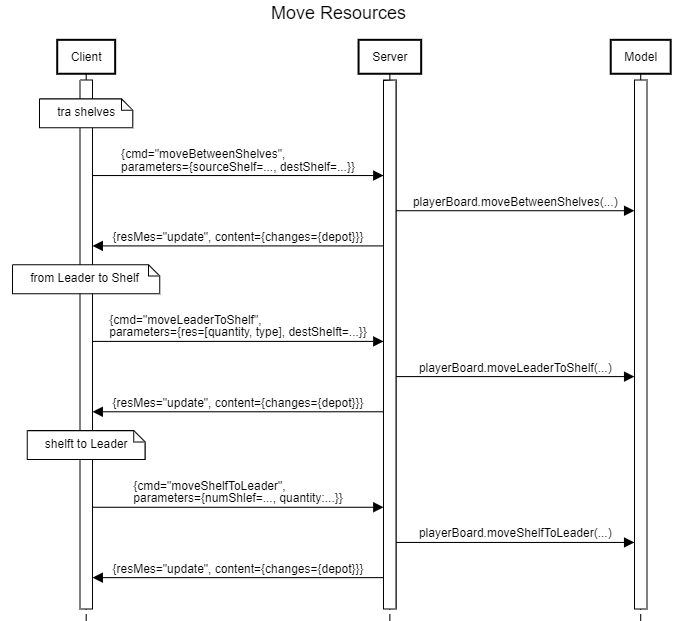 Move Resources
Client
Server
Model
tra shelves
{cmd="moveBetweenShelves",
parameters={sourceShelf=..., destShelf=...}}
playerBoard.moveBetweenShelves(...)
{resMes="update", content={changes={depot}}}
from Leader to Shelf
{cmd="moveLeaderToShelf",
parameters={res=[quantity, type], destShelft=...}}
playerBoard.moveLeaderToShelf(...)
{resMes="update", content={changes={depot}}}
shelft to Leader
{cmd="moveShelfToLeader",
parameters={numShlef=..., quantity:...}}
playerBoard.moveShelfToLeader(...)
{resMes="update", content={changes={depot}}}